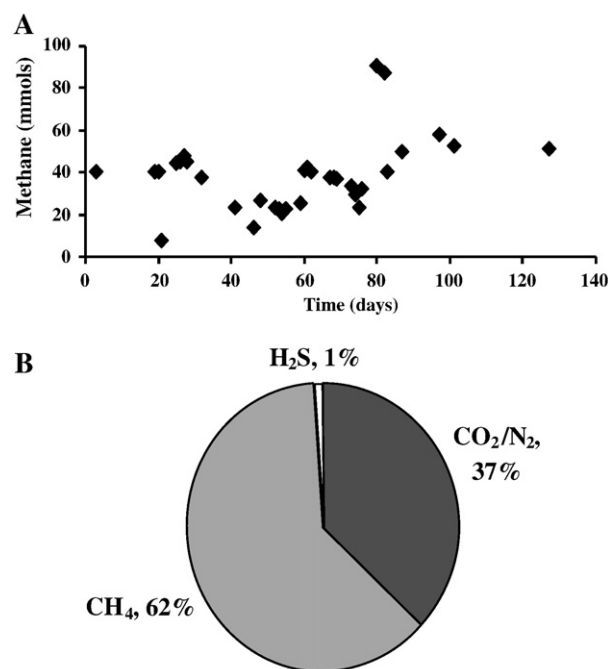 A
100
80
60
40
20
0
Methane (mmols)
0 20 40 60 80 100 120 140
Time (days)
B
H₂S, 1%
CO₂/N₂,
37%
CH₄, 62%